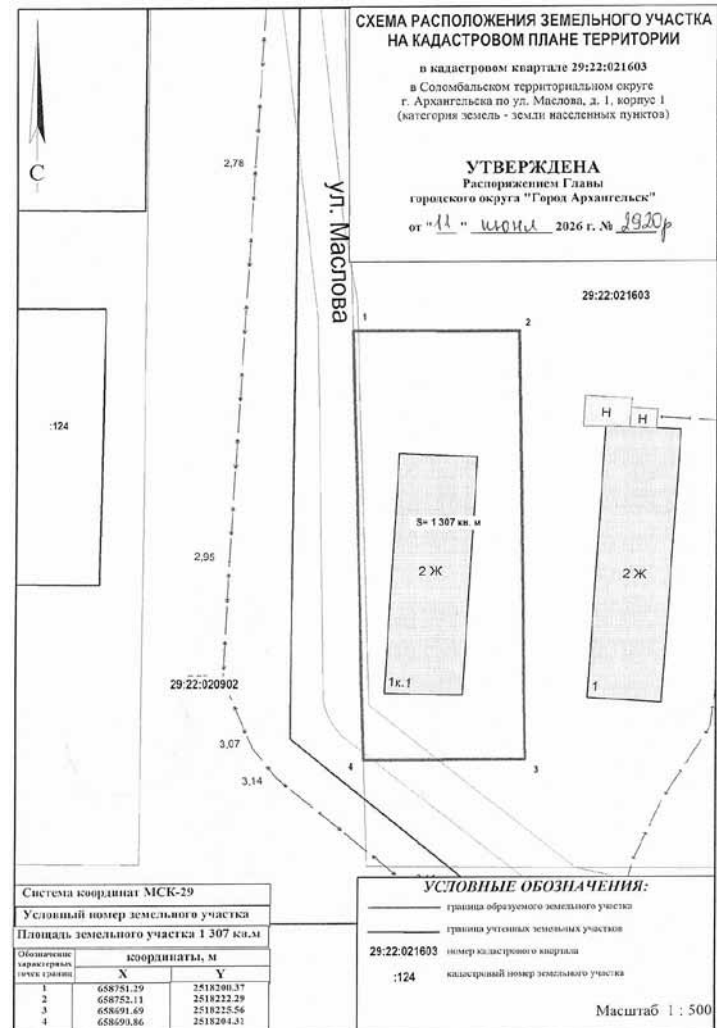 СХЕМА РАСПОЛОЖЕНИЯ ЗЕМЕЛЬНОГО УЧАСТКА
НА КАДАСТРОВОМ ПЛАНЕ ТЕРРИТОРИИ
в кадастровом квартале 29:22:021603
в Соломбальском территориальном округе
г. Архангельска по ул. Маслова, д. 1, корпус 1
(категория земель - земли населенных пунктов)
УТВЕРЖДЕНА
Распоряжением Главы
городского округа "Город Архангельск"
от "11" июня 2026 г. № 2920р
С
2,78
ул. Маслова
29:22:021603
1
2
Н
Н
:124
S= 1 307 кв. м
2 Ж
2 Ж
2,95
29:22:020902
1к.1
1
3,07
3,14
4
3
Система координат МСК-29
Условный номер земельного участка
Площадь земельного участка 1 307 кв.м
Обозначение характерных точек границ
координаты, м
X Y
1 658751.29 2518200.37
2 658752.11 2518222.29
3 658691.69 2518225.56
4 658690.86 2518204.31
УСЛОВНЫЕ ОБОЗНАЧЕНИЯ:
граница образуемого земельного участка
граница учтенных земельных участков
29:22:021603 номер кадастрового квартала
:124 кадастровый номер земельного участка
Масштаб 1 : 500